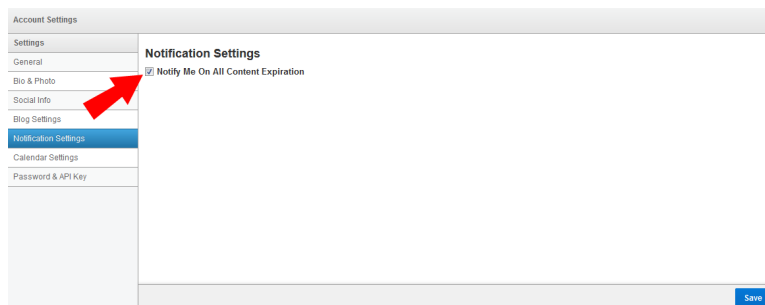 Account Settings
Settings
General
Bio & Photo
Social Info
Blog Settings
Notification Settings
Calendar Settings
Password & API Key
Notification Settings
Notify Me On All Content Expiration
Save